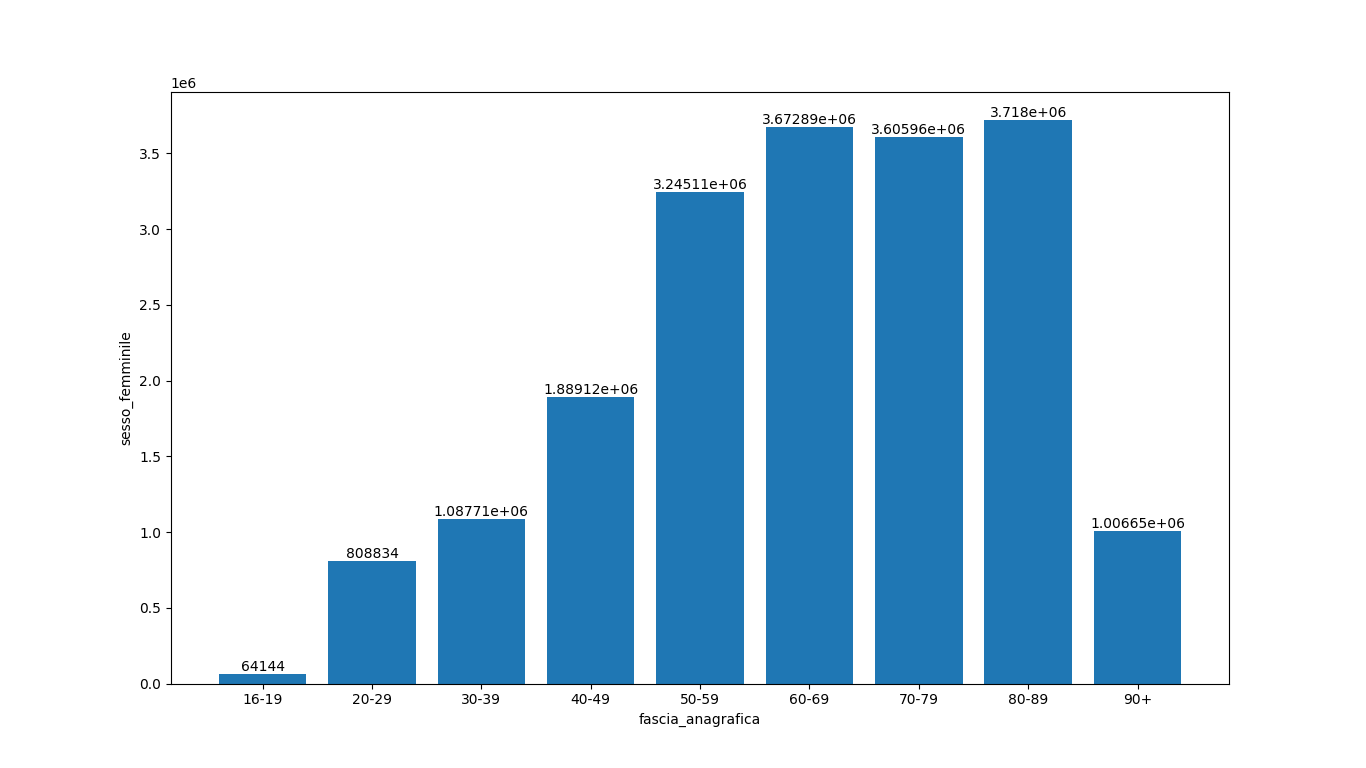 1e6
3.718e+06
3.67289e+06
3.60596e+06
3.5
3.24511e+06
3.0
2.5
2.0
1.88912e+06
sesso_femminile
1.5
1.08771e+06
1.00665e+06
1.0
808834
0.5
64144
0.0
16-19 20-29 30-39 40-49 50-59 60-69 70-79 80-89 90+
fascia_anagrafica